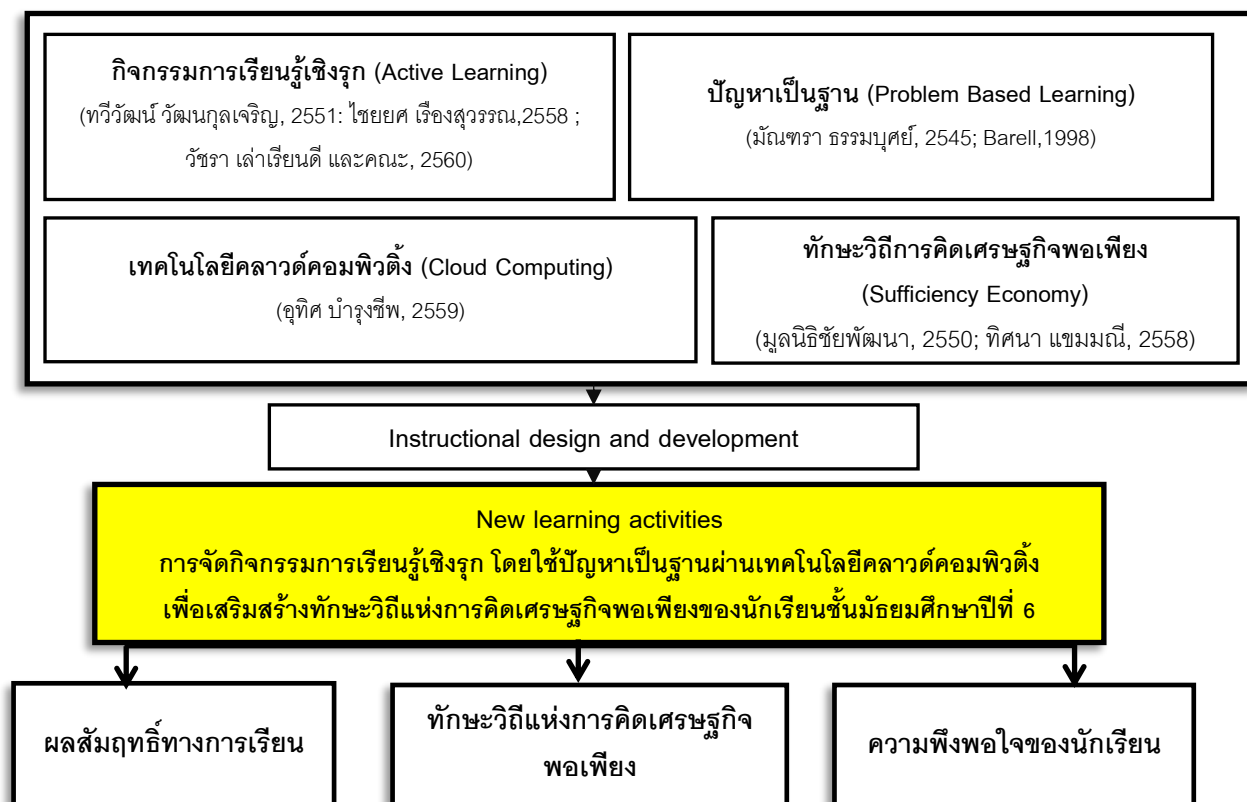 กิจกรรมการเรียนรู้เชิงรุก (Active Learning)
(ทวีวัฒน์ วัฒนกุลเจริญ, 2551: ไชยยศ เรืองสุวรรณ,2558 ;
วัชรา เล่าเรียนดี และคณะ, 2560)
ปัญหาเป็นฐาน (Problem Based Learning)
(มัณฑรา ธรรมบุศย์, 2545; Barell,1998)
เทคโนโลยีคลาวด์คอมพิวติ้ง (Cloud Computing)
(อุทิศ บำรุงชีพ, 2559)
ทักษะวิถีการคิดเศรษฐกิจพอเพียง
(Sufficiency Economy)
(มูลนิธิชัยพัฒนา, 2550; ทิศนา แขมมณี, 2558)
Instructional design and development
New learning activities
การจัดกิจกรรมการเรียนรู้เชิงรุก โดยใช้ปัญหาเป็นฐานผ่านเทคโนโลยีคลาวด์คอมพิวติ้ง
เพื่อเสริมสร้างทักษะวิถีแห่งการคิดเศรษฐกิจพอเพียงของนักเรียนชั้นมัธยมศึกษาปีที่ 6
ผลสัมฤทธิ์ทางการเรียน
ทักษะวิถีแห่งการคิดเศรษฐกิจ
พอเพียง
ความพึงพอใจของนักเรียน